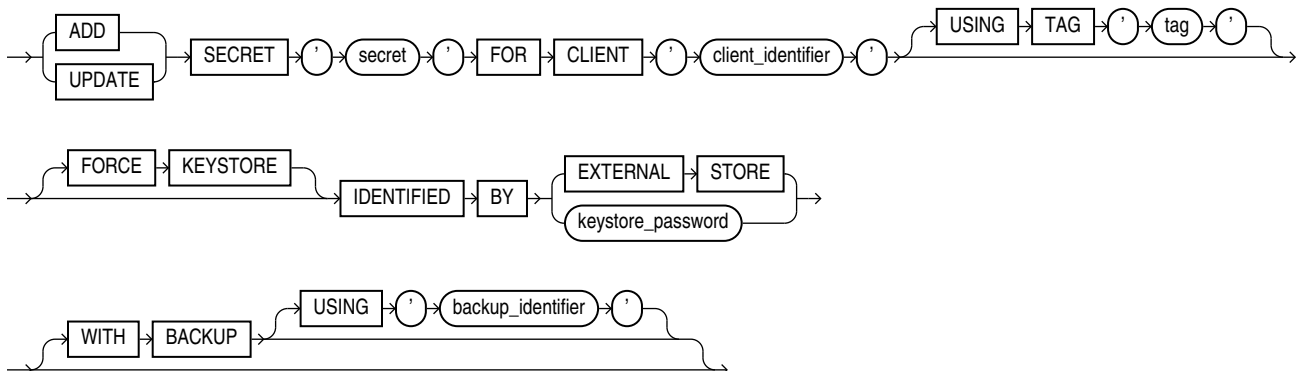 ADD
UPDATE
SECRET ' secret ' FOR CLIENT ' client_identifier '
USING TAG ' tag '
FORCE KEYSTORE
IDENTIFIED BY
EXTERNAL STORE
keystore_password
WITH BACKUP
USING ' backup_identifier '